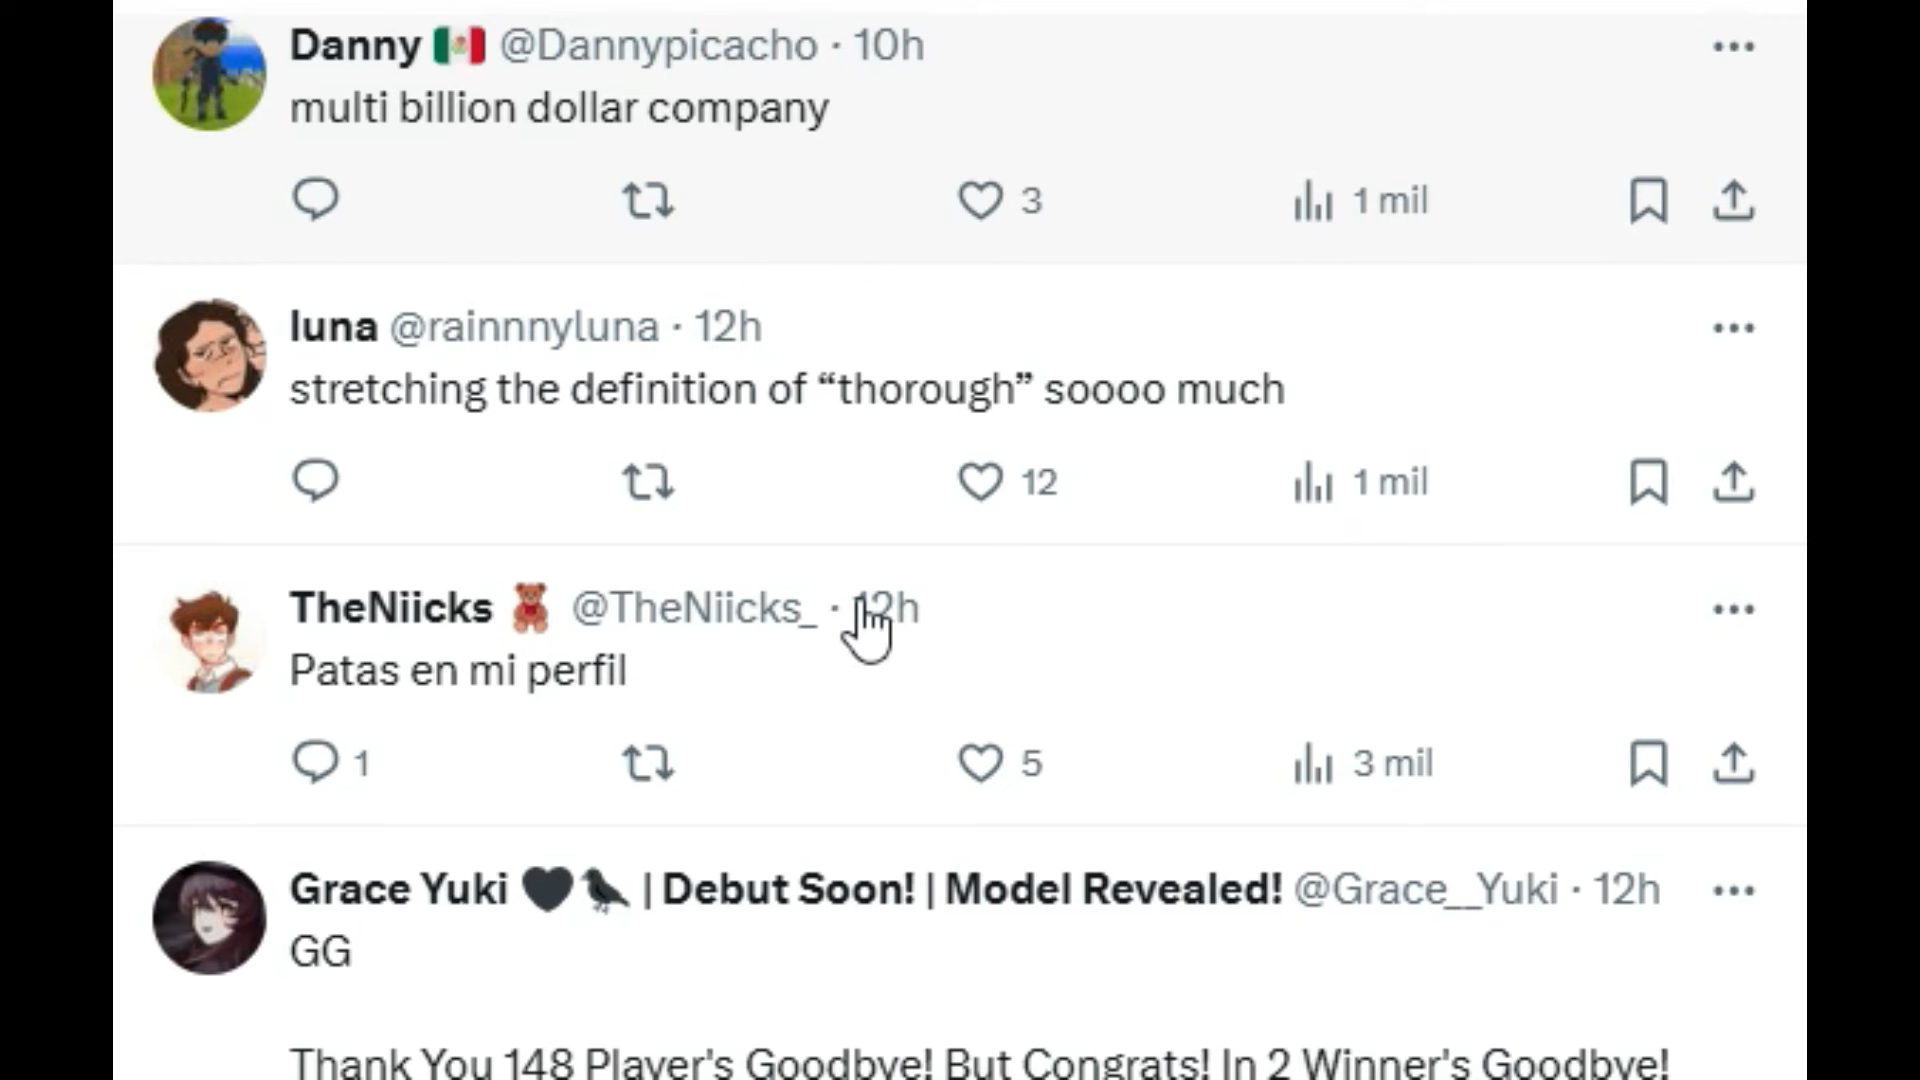 Danny 🇲🇽 @Dannypicacho · 10h
multi billion dollar company
3 1 mil
luna @rainnnyluna · 12h
stretching the definition of “thorough” soooo much
12 1 mil
TheNiicks 🧸 @TheNiicks_ · 12h
Patas en mi perfil
1 5 3 mil
Grace Yuki 🖤🐦‍⬛ | Debut Soon! | Model Revealed! @Grace__Yuki · 12h
GG
Thank You 148 Player's Goodbye! But Congrats! In 2 Winner's Goodbye!